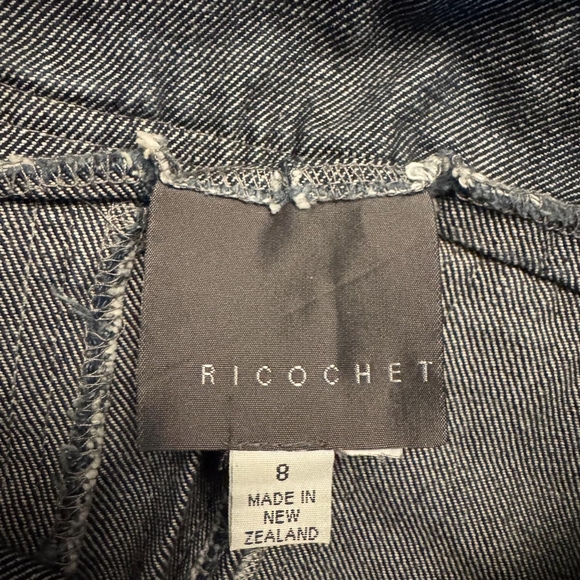 RICOCHET
8
MADE IN
NEW
ZEALAND